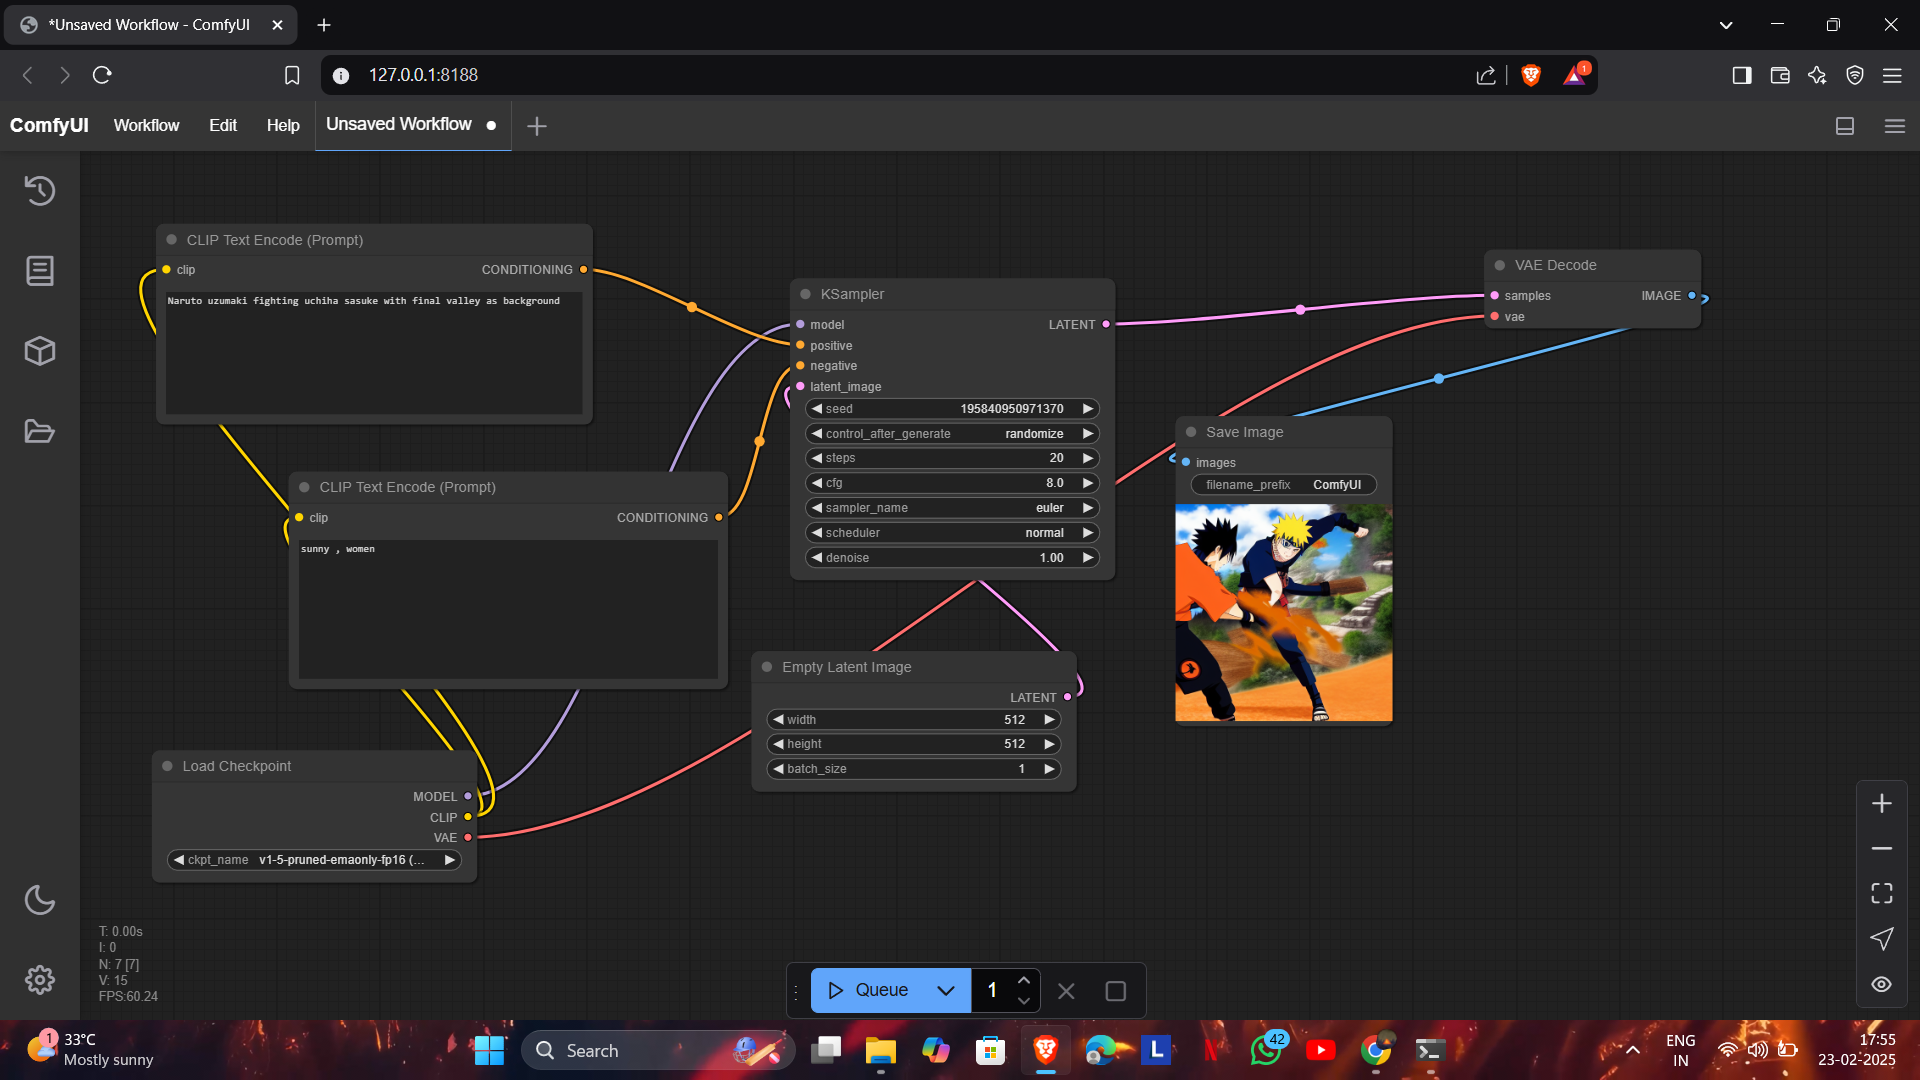 *Unsaved Workflow - ComfyUI
127.0.0.1:8188
1
ComfyUI
Workflow
Edit
Help
Unsaved Workflow
CLIP Text Encode (Prompt)
clip
CONDITIONING
Naruto uzumaki fighting uchiha sasuke with final valley as background
CLIP Text Encode (Prompt)
clip
CONDITIONING
sunny , women
Load Checkpoint
MODEL
CLIP
VAE
ckpt_name v1-5-pruned-emaonly-fp16 (...
KSampler
model
LATENT
positive
negative
latent_image
seed 195840950971370
control_after_generate randomize
steps 20
cfg 8.0
sampler_name euler
scheduler normal
denoise 1.00
Empty Latent Image
LATENT
width 512
height 512
batch_size 1
VAE Decode
samples
IMAGE
vae
Save Image
images
filename_prefix ComfyUI
T: 0.00s
I: 0
N: 7 [7]
V: 15
FPS:60.24
Queue
1
1
33°C
Mostly sunny
Search
L
N
42
ENG
IN
17:55
23-02-2025